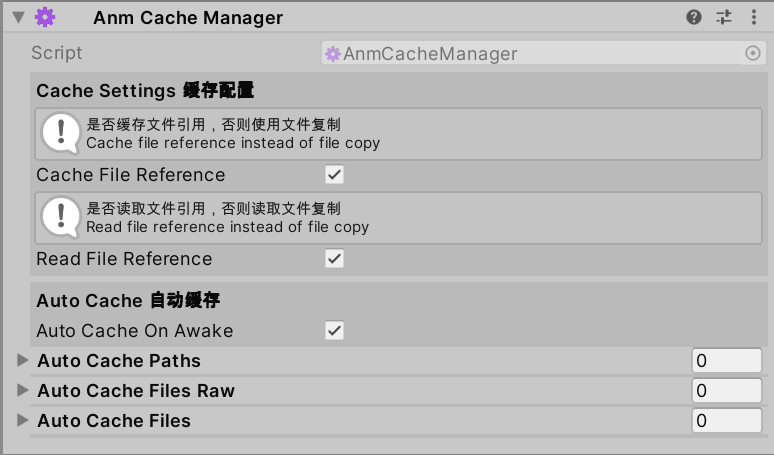 Anm Cache Manager
Script AnmCacheManager
Cache Settings 缓存配置
是否缓存文件引用，否则使用文件复制
Cache file reference instead of file copy
Cache File Reference
是否读取文件引用，否则读取文件复制
Read file reference instead of file copy
Read File Reference
Auto Cache 自动缓存
Auto Cache On Awake
Auto Cache Paths 0
Auto Cache Files Raw 0
Auto Cache Files 0